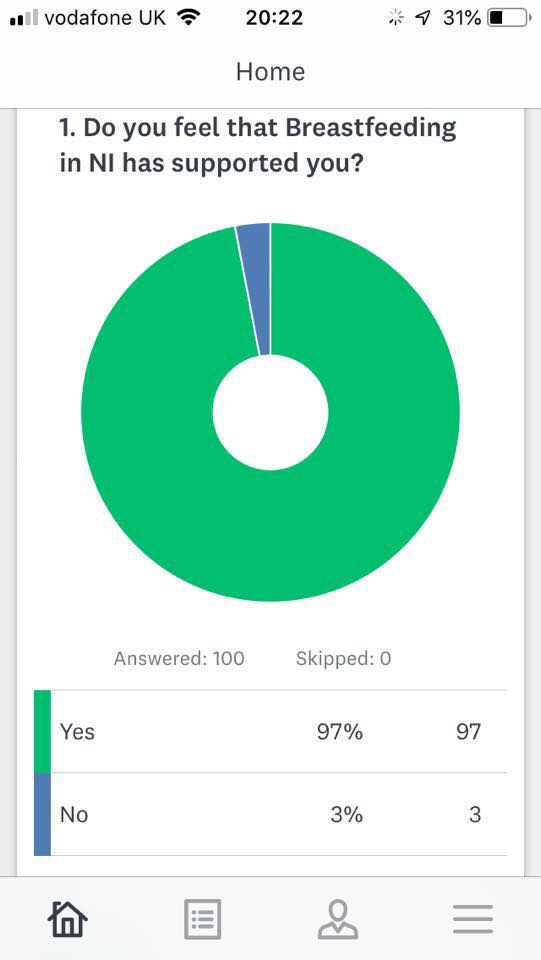 vodafone UK 20:22 31%
Home
1. Do you feel that Breastfeeding
in NI has supported you?
Answered: 100 Skipped: 0
Yes 97% 97
No 3% 3